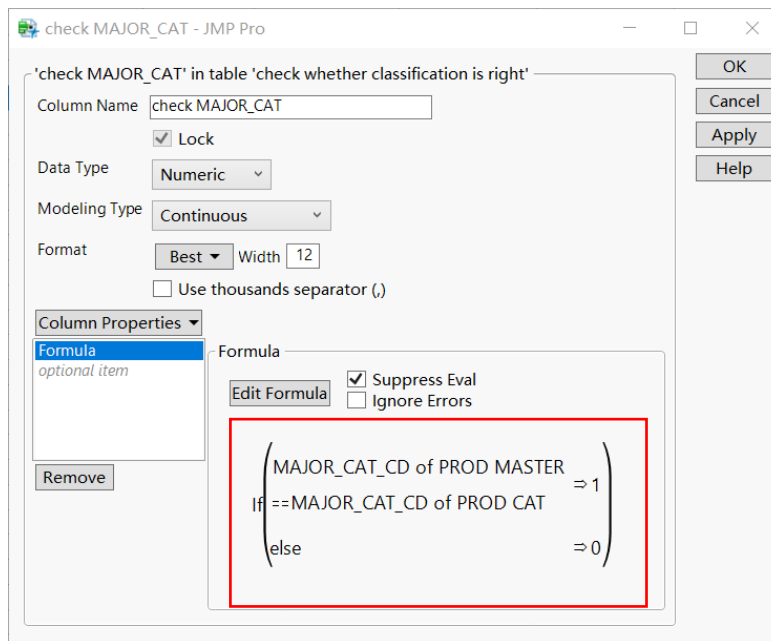 check MAJOR_CAT - JMP Pro
'check MAJOR_CAT' in table 'check whether classification is right'
OK
Column Name check MAJOR_CAT
Cancel
Lock
Apply
Data Type Numeric
Help
Modeling Type Continuous
Format Best Width 12
Use thousands separator (,)
Column Properties
Formula
optional item
Remove
Formula
Edit Formula
Suppress Eval
Ignore Errors
If
MAJOR_CAT_CD of PROD MASTER
==MAJOR_CAT_CD of PROD CAT
⇒ 1
else ⇒ 0